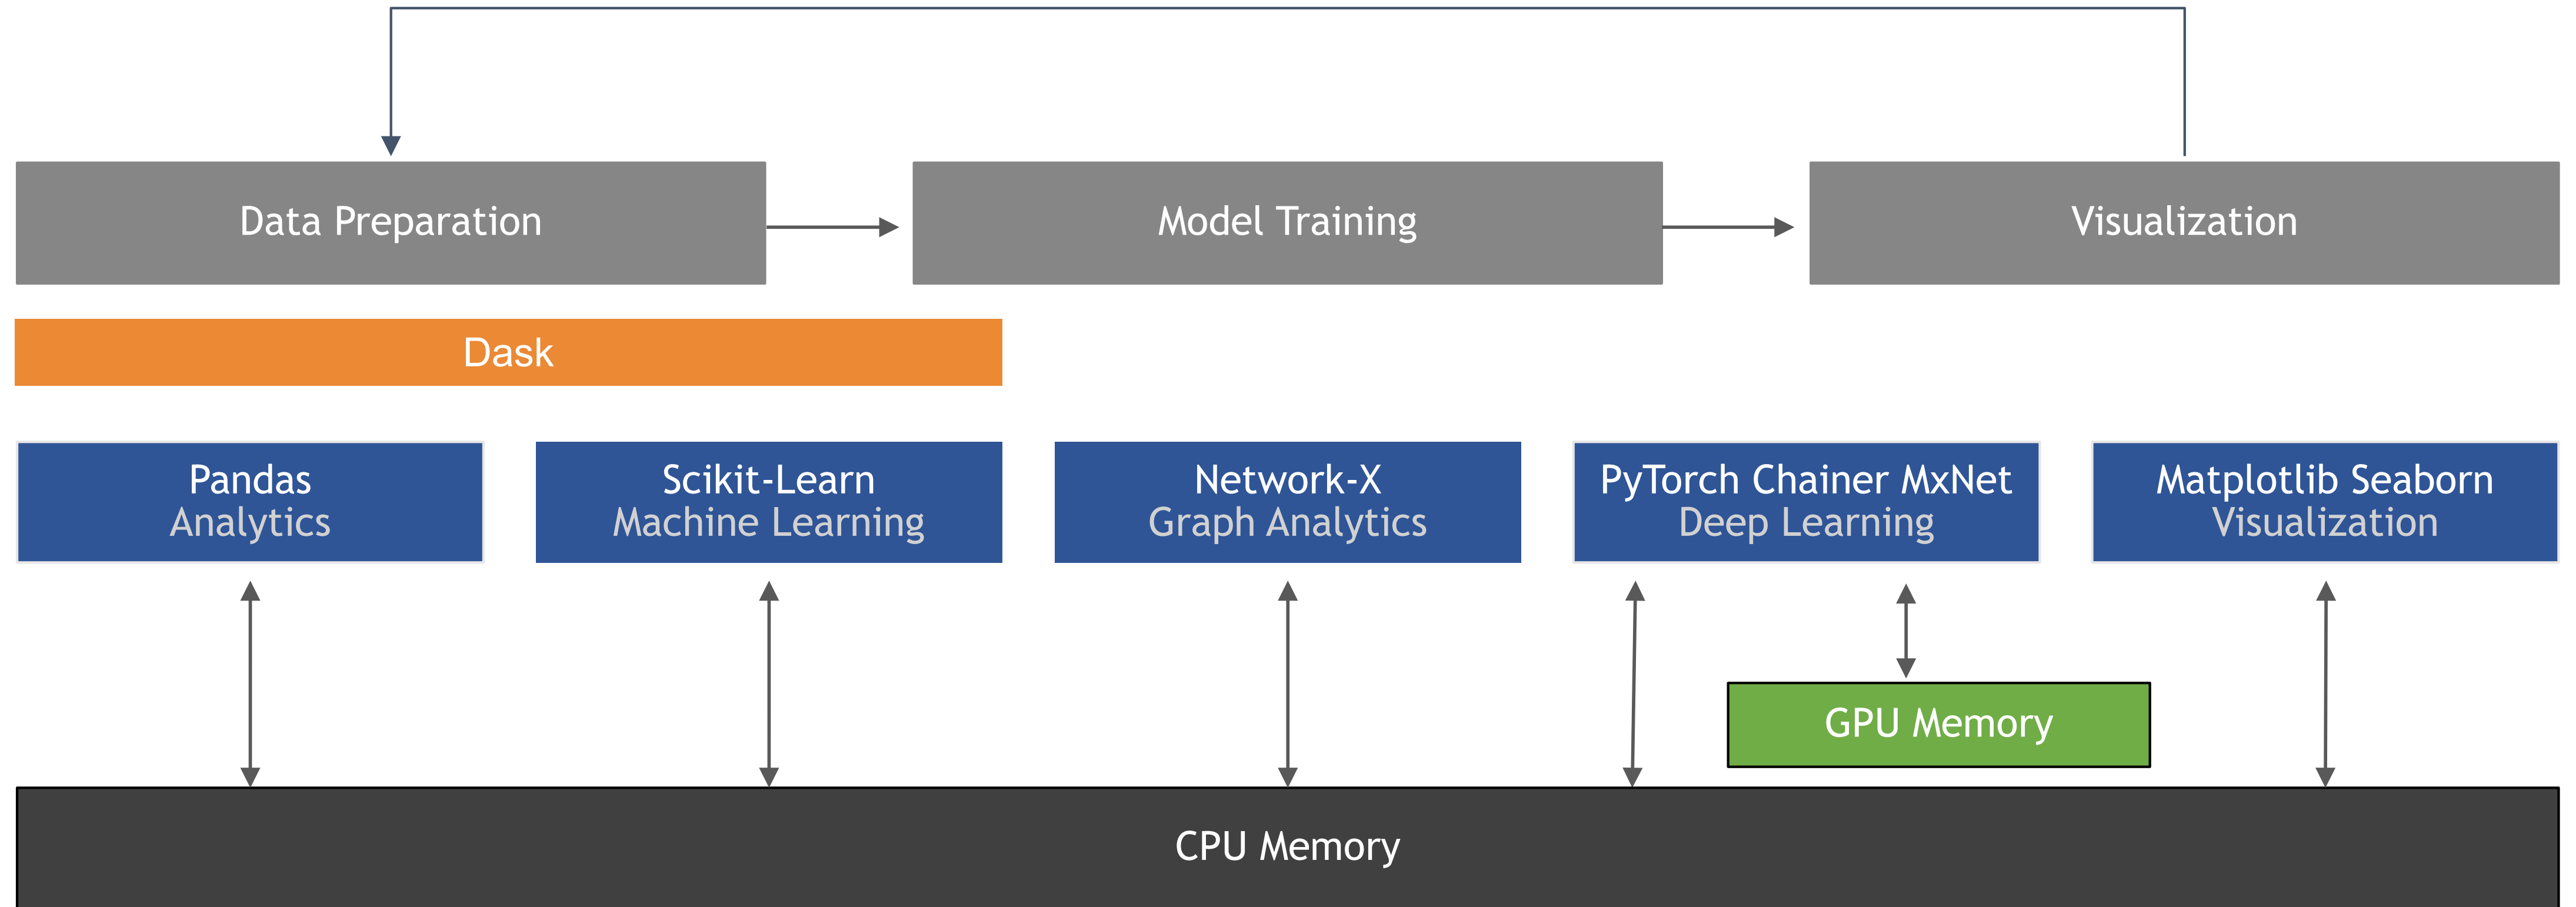 Data Preparation
Model Training
Visualization
Dask
Pandas
Analytics
Scikit-Learn
Machine Learning
Network-X
Graph Analytics
PyTorch Chainer MxNet
Deep Learning
Matplotlib Seaborn
Visualization
GPU Memory
CPU Memory